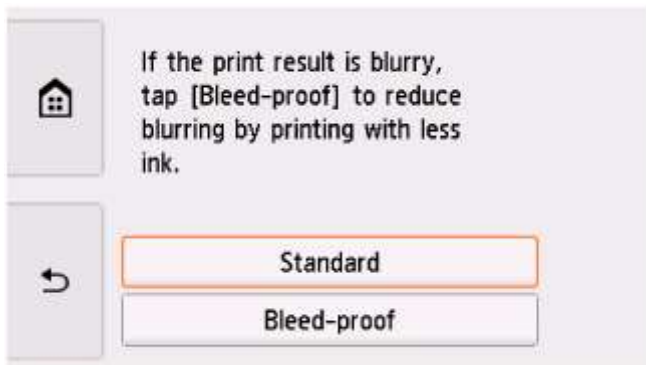 If the print result is blurry,
tap [Bleed-proof] to reduce
blurring by printing with less
ink.
Standard
Bleed-proof